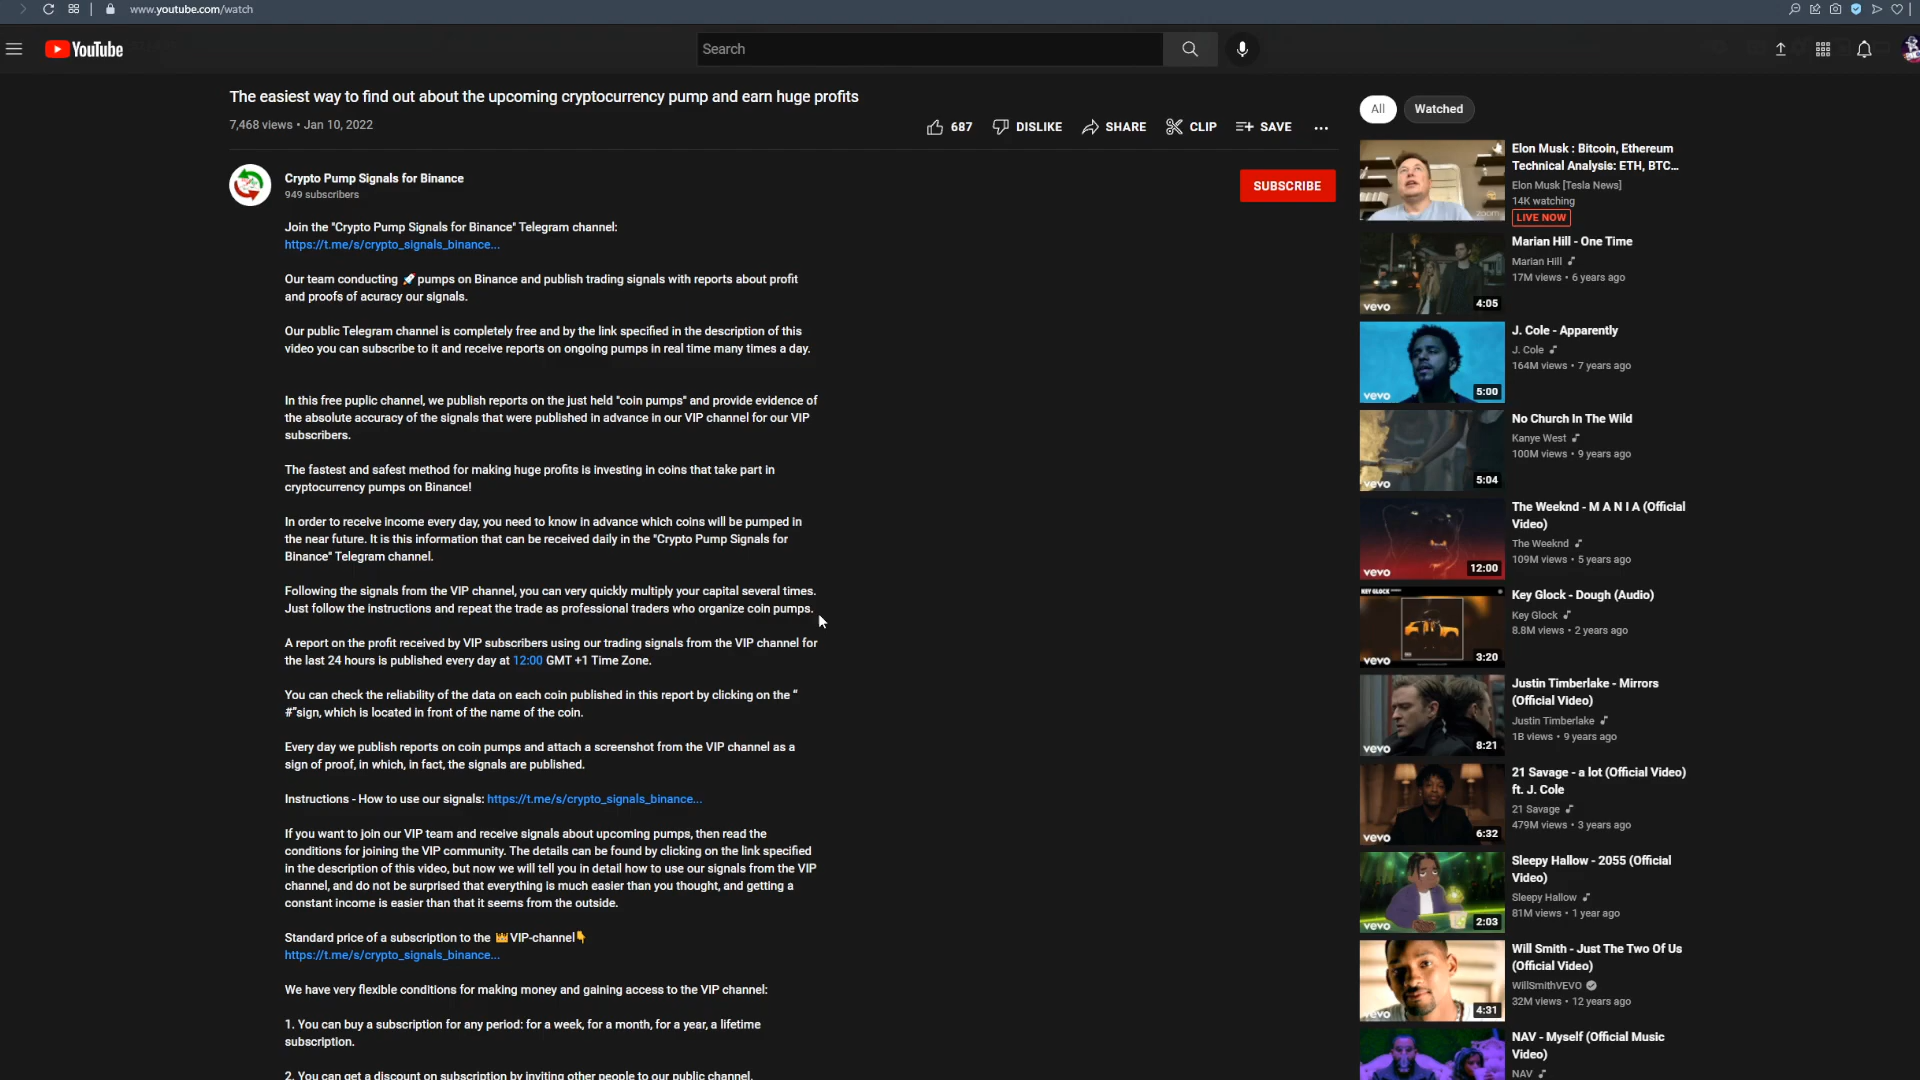 www.youtube.com/watch
YouTube
Search
The easiest way to find out about the upcoming cryptocurrency pump and earn huge profits
7,468 views • Jan 10, 2022
687
DISLIKE
SHARE
CLIP
SAVE
Crypto Pump Signals for Binance
949 subscribers
SUBSCRIBE
Join the "Crypto Pump Signals for Binance" Telegram channel:
https://t.me/s/crypto_signals_binance...
Our team conducting 🚀 pumps on Binance and publish trading signals with reports about profit
and proofs of acuracy our signals.
Our public Telegram channel is completely free and by the link specified in the description of this
video you can subscribe to it and receive reports on ongoing pumps in real time many times a day.
In this free puplic channel, we publish reports on the just held "coin pumps" and provide evidence of
the absolute accuracy of the signals that were published in advance in our VIP channel for our VIP
subscribers.
The fastest and safest method for making huge profits is investing in coins that take part in
cryptocurrency pumps on Binance!
In order to receive income every day, you need to know in advance which coins will be pumped in
the near future. It is this information that can be received daily in the "Crypto Pump Signals for
Binance" Telegram channel.
Following the signals from the VIP channel, you can very quickly multiply your capital several times.
Just follow the instructions and repeat the trade as professional traders who organize coin pumps.
A report on the profit received by VIP subscribers using our trading signals from the VIP channel for
the last 24 hours is published every day at 12:00 GMT +1 Time Zone.
You can check the reliability of the data on each coin published in this report by clicking on the “
#”sign, which is located in front of the name of the coin.
Every day we publish reports on coin pumps and attach a screenshot from the VIP channel as a
sign of proof, in which, in fact, the signals are published.
Instructions - How to use our signals: https://t.me/s/crypto_signals_binance...
If you want to join our VIP team and receive signals about upcoming pumps, then read the
conditions for joining the VIP community. The details can be found by clicking on the link specified
in the description of this video, but now we will tell you in detail how to use our signals from the VIP
channel, and do not be surprised that everything is much easier than you thought, and getting a
constant income is easier than that it seems from the outside.
Standard price of a subscription to the 👑VIP-channel👇
https://t.me/s/crypto_signals_binance...
We have very flexible conditions for making money and gaining access to the VIP channel:
1. You can buy a subscription for any period: for a week, for a month, for a year, a lifetime
subscription.
2. You can get a discount on subscription by inviting other people to our public channel.
All
Watched
zoom
Elon Musk : Bitcoin, Ethereum
Technical Analysis: ETH, BTC...
Elon Musk [Tesla News]
14K watching
LIVE NOW
vevo
4:05
Marian Hill - One Time
Marian Hill
17M views • 6 years ago
vevo
5:00
J. Cole - Apparently
J. Cole
164M views • 7 years ago
vevo
5:04
No Church In The Wild
Kanye West
100M views • 9 years ago
vevo
12:00
The Weeknd - M A N I A (Official
Video)
The Weeknd
109M views • 5 years ago
KEY GLOCK
vevo
3:20
Key Glock - Dough (Audio)
Key Glock
8.8M views • 2 years ago
vevo
8:21
Justin Timberlake - Mirrors
(Official Video)
Justin Timberlake
1B views • 9 years ago
vevo
6:32
21 Savage - a lot (Official Video)
ft. J. Cole
21 Savage
479M views • 3 years ago
vevo
2:03
Sleepy Hallow - 2055 (Official
Video)
Sleepy Hallow
81M views • 1 year ago
vevo
4:31
Will Smith - Just The Two Of Us
(Official Video)
WillSmithVEVO
32M views • 12 years ago
NAV - Myself (Official Music
Video)
NAV